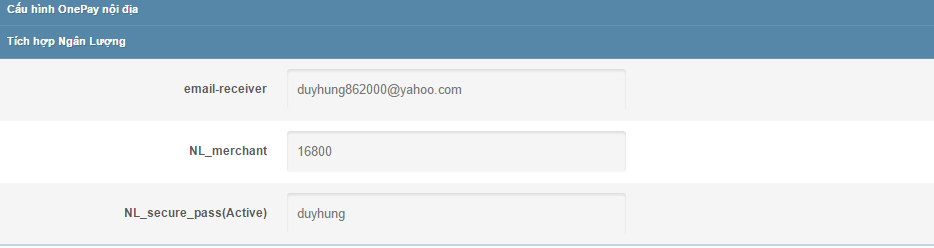 Cấu hình OnePay nội địa
Tích hợp Ngân Lượng
email-receiver duyhung862000@yahoo.com
NL_merchant 16800
NL_secure_pass(Active) duyhung